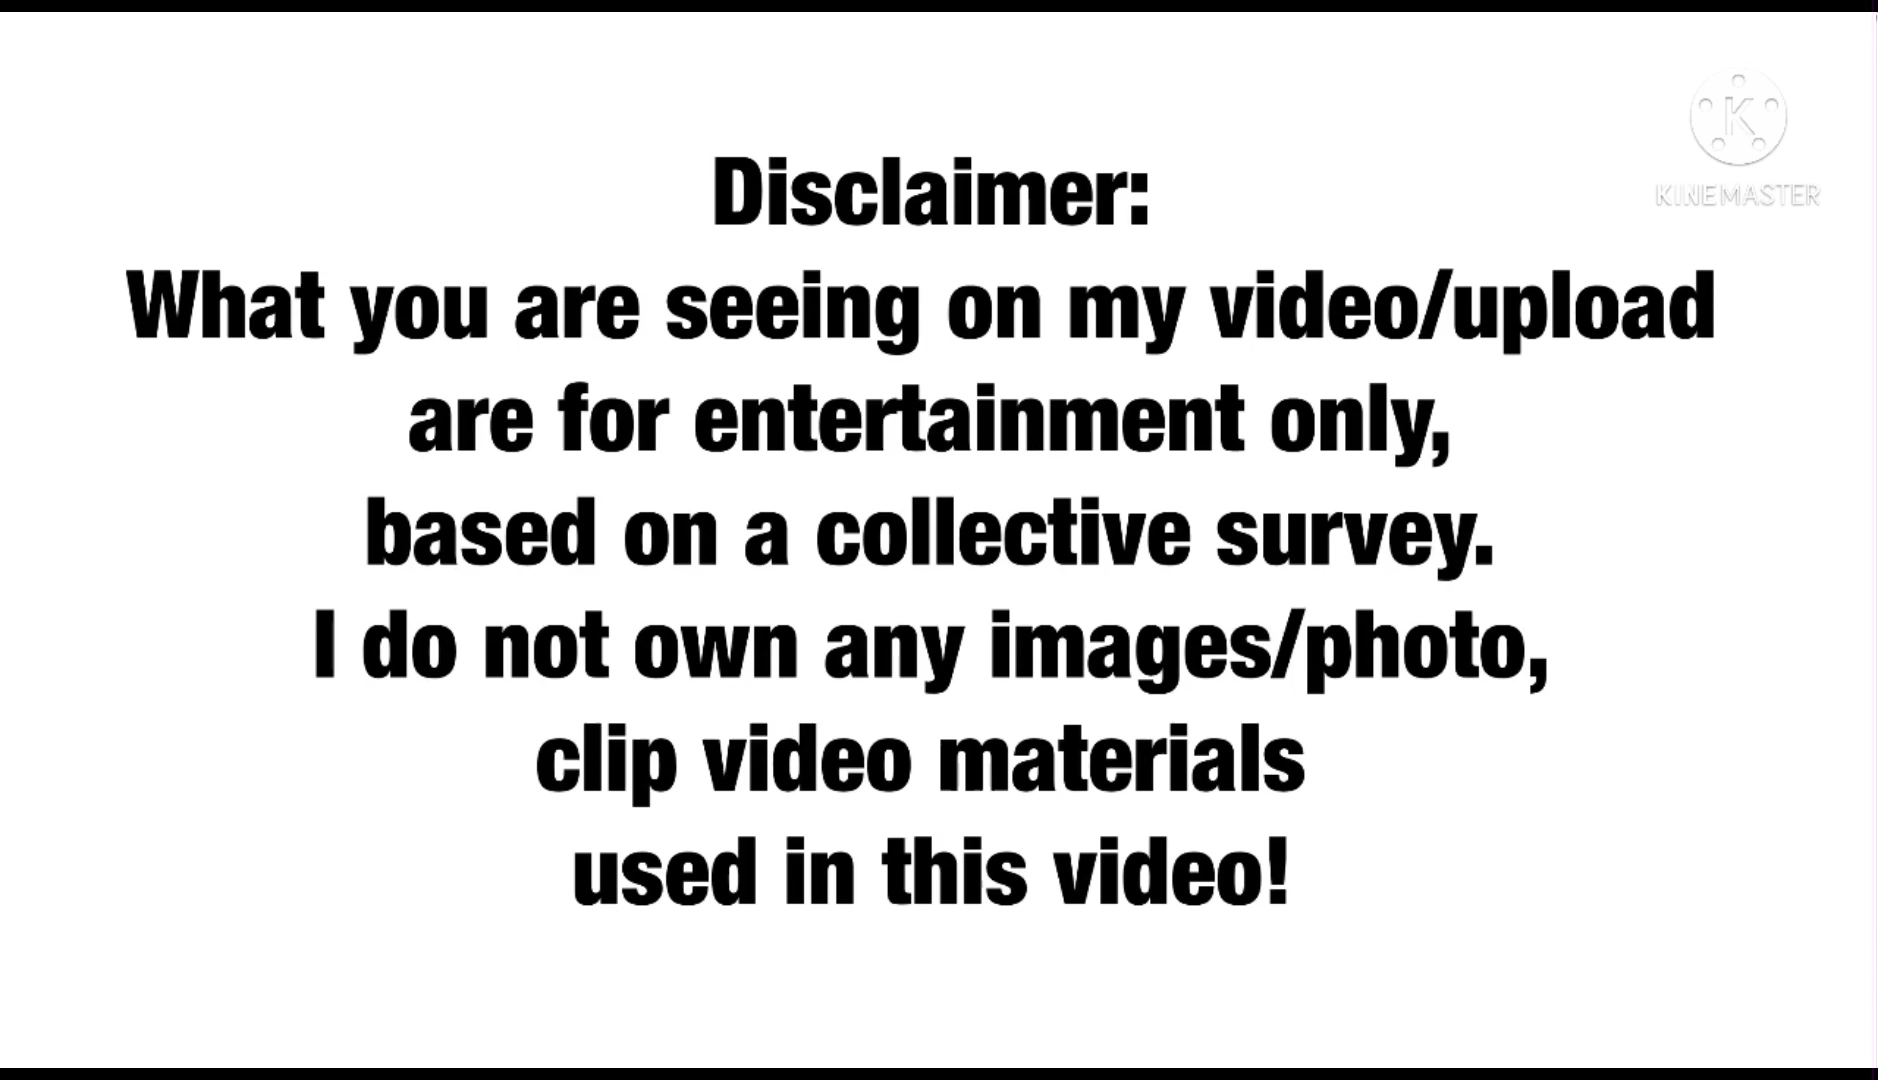 K
KINEMASTER
Disclaimer:
What you are seeing on my video/upload
are for entertainment only,
based on a collective survey.
I do not own any images/photo,
clip video materials
used in this video!